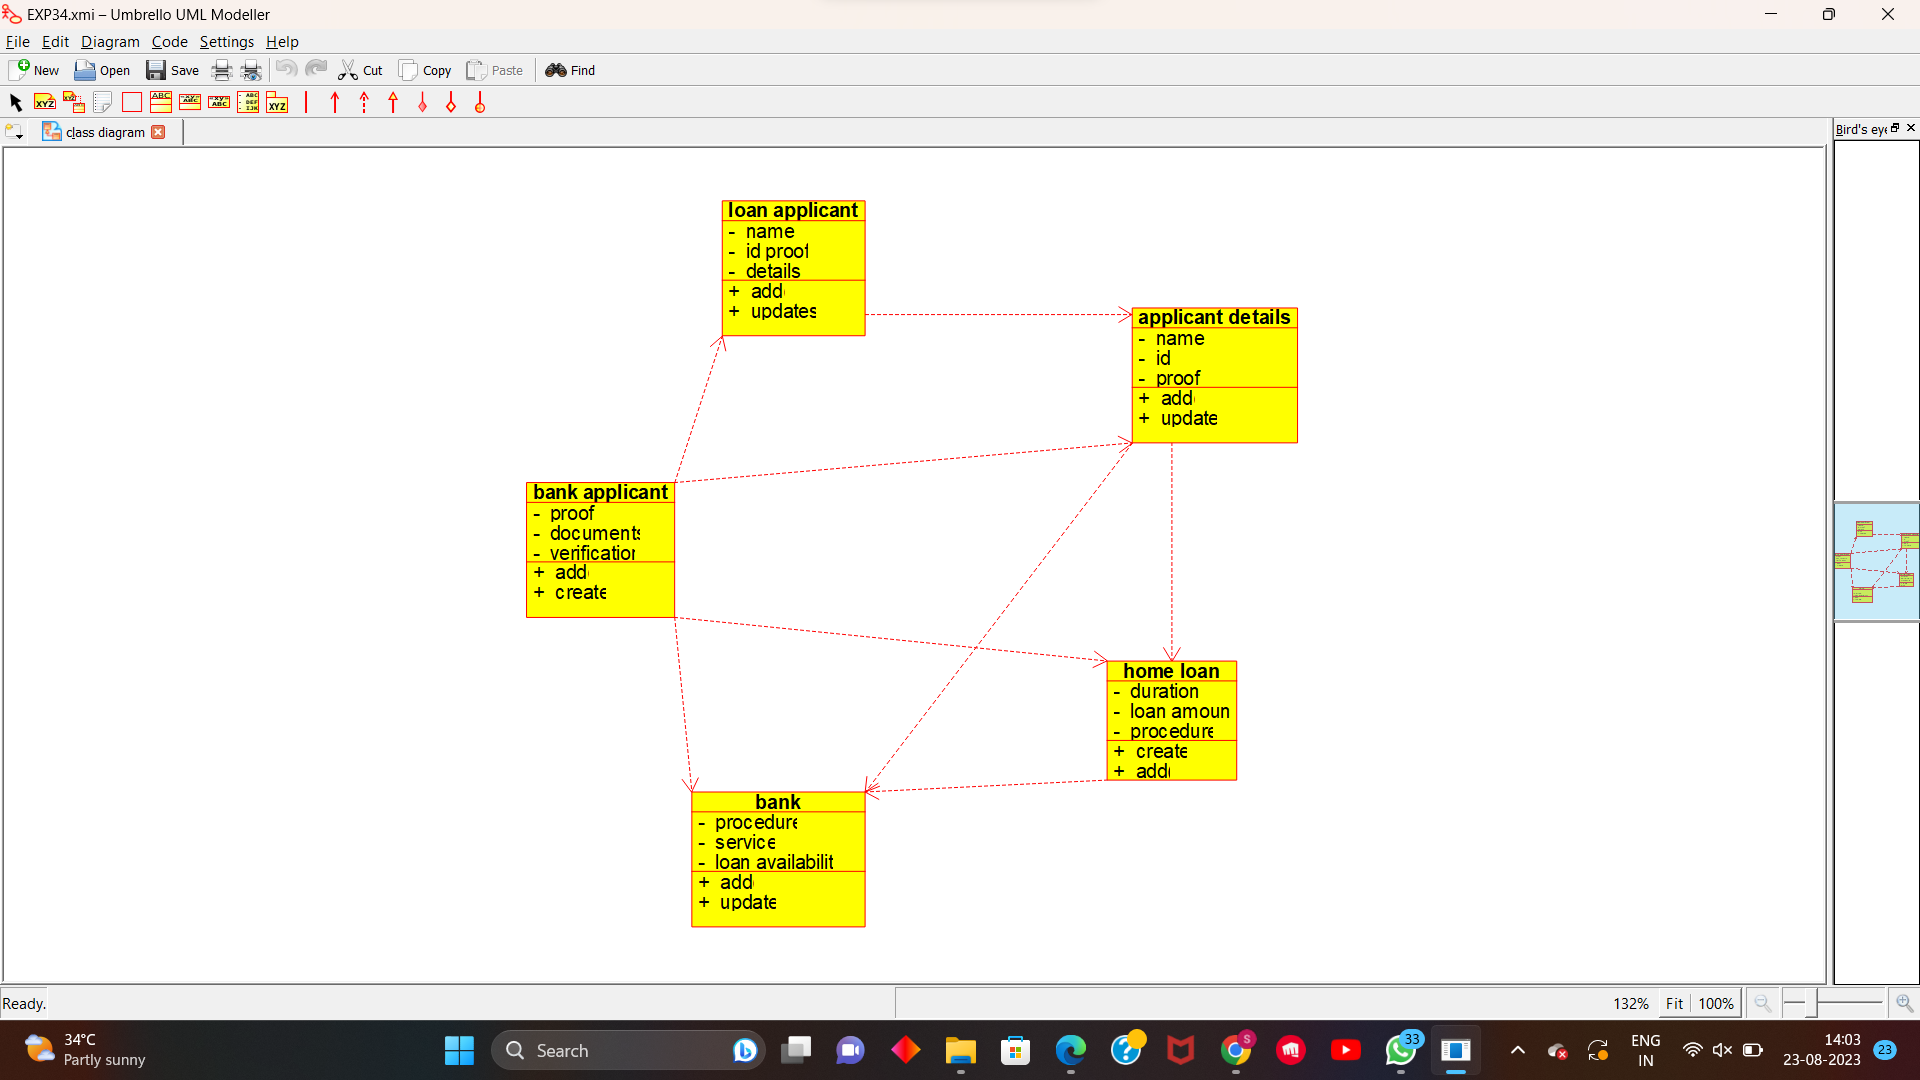 EXP34.xmi – Umbrello UML Modeller
File Edit Diagram Code Settings Help
New Open Save Cut Copy Paste Find
class diagram
Bird's eye
loan applicant
- name
- id proof
- details
+ add
+ updates
applicant details
- name
- id
- proof
+ add
+ update
bank applicant
- proof
- documents
- verification
+ add
+ create
home loan
- duration
- loan amoun
- procedure
+ create
+ add(
bank
- procedure
- service
- loan availabilit
+ add
+ update
Ready.
132% Fit 100%
34°C
Partly sunny
Search
33
ENG
IN
14:03
23-08-2023
23